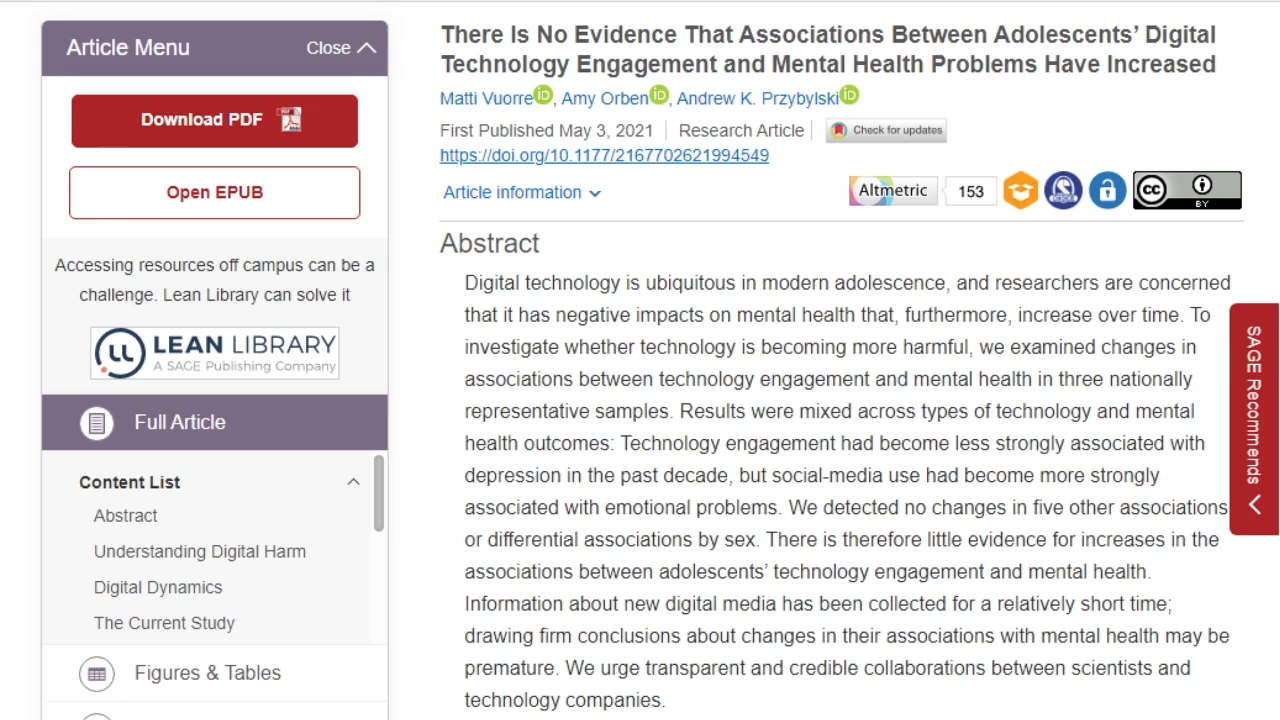 Article Menu
Close
Download PDF
Open EPUB
Accessing resources off campus can be a
challenge. Lean Library can solve it
LEAN LIBRARY
A SAGE Publishing Company
Full Article
Content List
Abstract
Understanding Digital Harm
Digital Dynamics
The Current Study
Figures & Tables
There Is No Evidence That Associations Between Adolescents’ Digital
Technology Engagement and Mental Health Problems Have Increased
Matti Vuorre iD, Amy Orben iD, Andrew K. Przybylski iD
First Published May 3, 2021 | Research Article | Check for updates
https://doi.org/10.1177/2167702621994549
Article information
Altmetric 153
cc BY
Abstract
Digital technology is ubiquitous in modern adolescence, and researchers are concerned
that it has negative impacts on mental health that, furthermore, increase over time. To
investigate whether technology is becoming more harmful, we examined changes in
associations between technology engagement and mental health in three nationally
representative samples. Results were mixed across types of technology and mental
health outcomes: Technology engagement had become less strongly associated with
depression in the past decade, but social-media use had become more strongly
associated with emotional problems. We detected no changes in five other associations
or differential associations by sex. There is therefore little evidence for increases in the
associations between adolescents’ technology engagement and mental health.
Information about new digital media has been collected for a relatively short time;
drawing firm conclusions about changes in their associations with mental health may be
premature. We urge transparent and credible collaborations between scientists and
technology companies.
SAGE Recommends